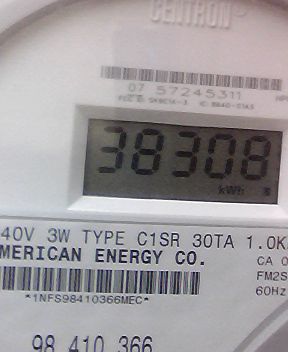 CENTRON
07 57245311
38308
kWh
40V 3W TYPE C1SR 30TA 1.0K
MERICAN ENERGY CO.
CA 0
FM2S
60Hz
*1NFS98410366MEC*
98 410 366